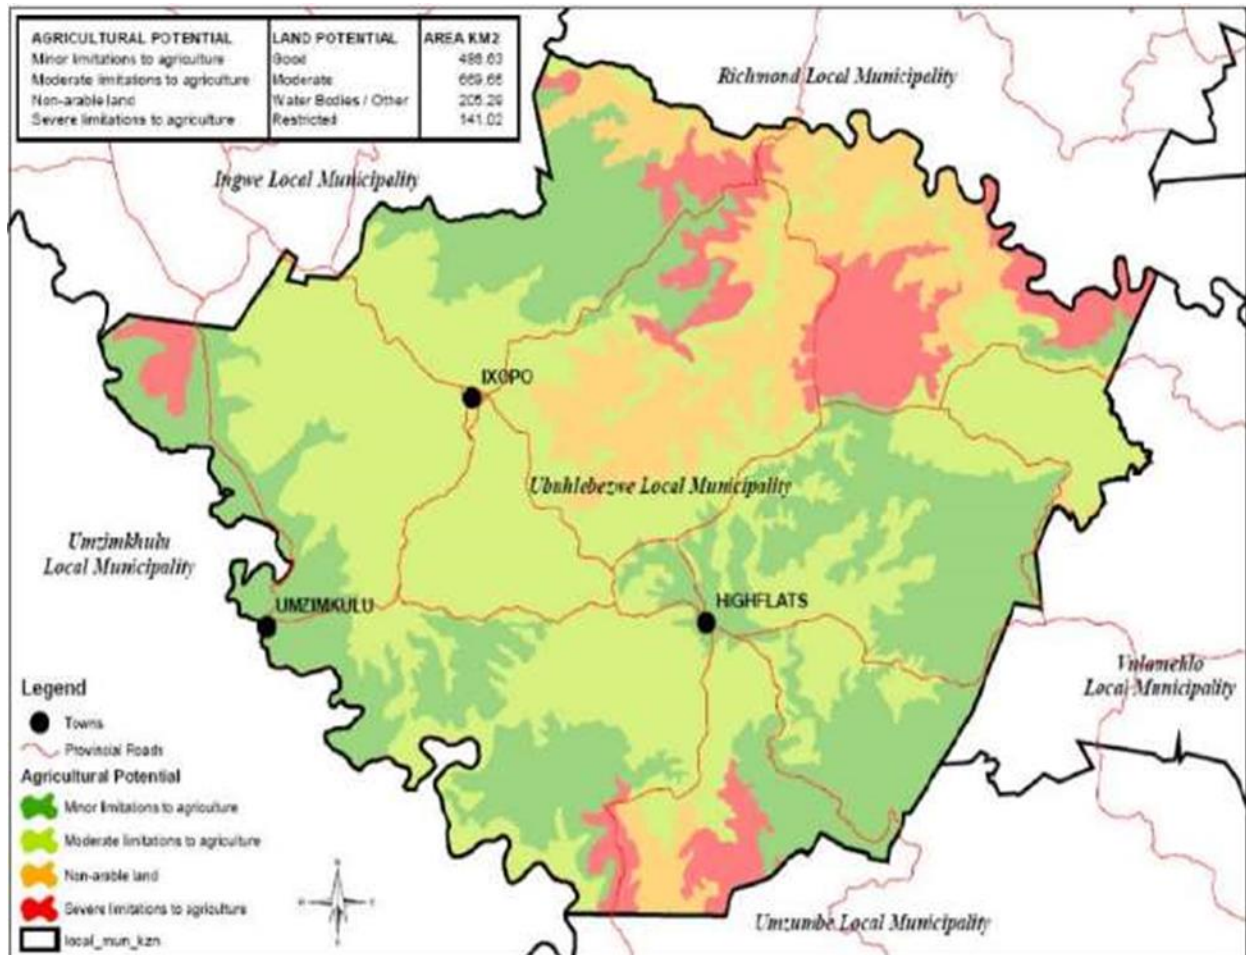 AGRICULTURAL POTENTIAL LAND POTENTIAL AREA KM2
Minor limitations to agriculture Good 486.63
Moderate limitations to agriculture Moderate 669.66
Non-arable land Water Bodies / Other 205.29
Severe limitations to agriculture Restricted 141.02
Richmond Local Municipality
Ingwe Local Municipality
IXOPO
Ubuhlebezwe Local Municipality
Umzimkhulu
Local Municipality
UMZIMKULU
HIGHFLATS
Vulamehlo
Local Municipality
Umzumbe Local Municipality
Legend
Towns
Provincial Roads
Agricultural Potential
Minor limitations to agriculture
Moderate limitations to agriculture
Non-arable land
Severe limitations to agriculture
local_mun_kzn